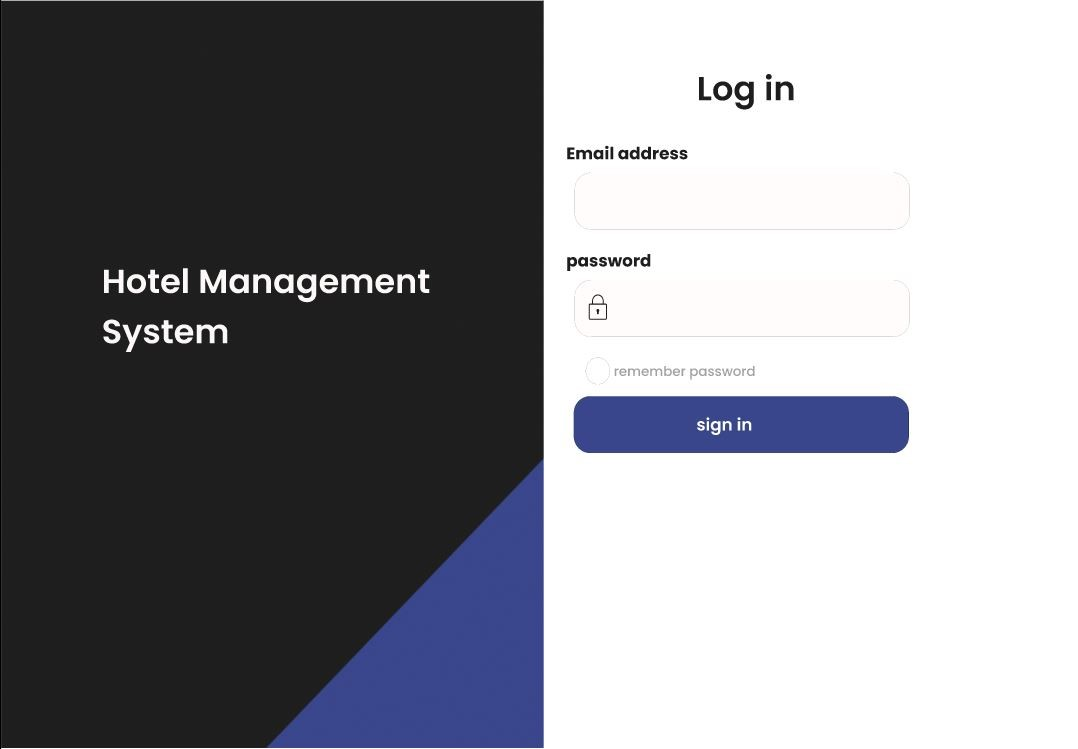 Hotel Management
System
Log in
Email address
password
remember password
sign in